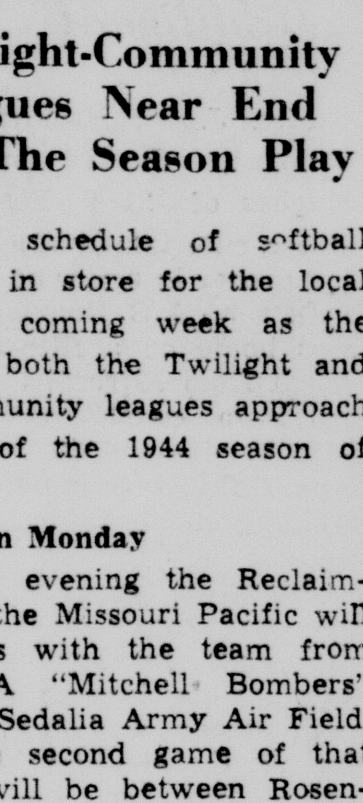 ight-Community
ues Near End
The Season Play
schedule of softball
in store for the local
coming week as the
both the Twilight and
unity leagues approach
of the 1944 season of
n Monday
evening the Reclaim-
the Missouri Pacific will
s with the team from
A "Mitchell Bombers"
Sedalia Army Air Field
second game of that
will be between Rosen-